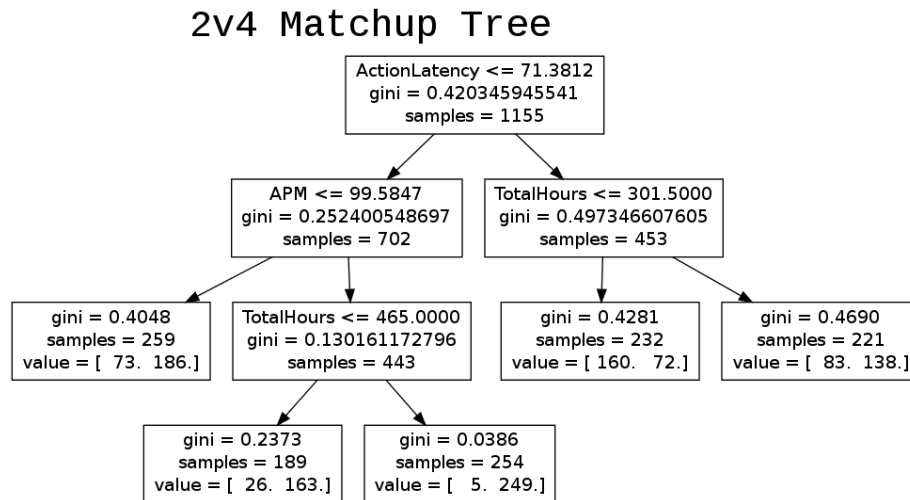 2v4 Matchup Tree
ActionLatency <= 71.3812
gini = 0.420345945541
samples = 1155
APM <= 99.5847
gini = 0.252400548697
samples = 702
TotalHours <= 301.5000
gini = 0.497346607605
samples = 453
gini = 0.4048
samples = 259
value = [  73.  186.]
TotalHours <= 465.0000
gini = 0.130161172796
samples = 443
gini = 0.4281
samples = 232
value = [ 160.   72.]
gini = 0.4690
samples = 221
value = [  83.  138.]
gini = 0.2373
samples = 189
value = [  26.  163.]
gini = 0.0386
samples = 254
value = [   5.  249.]